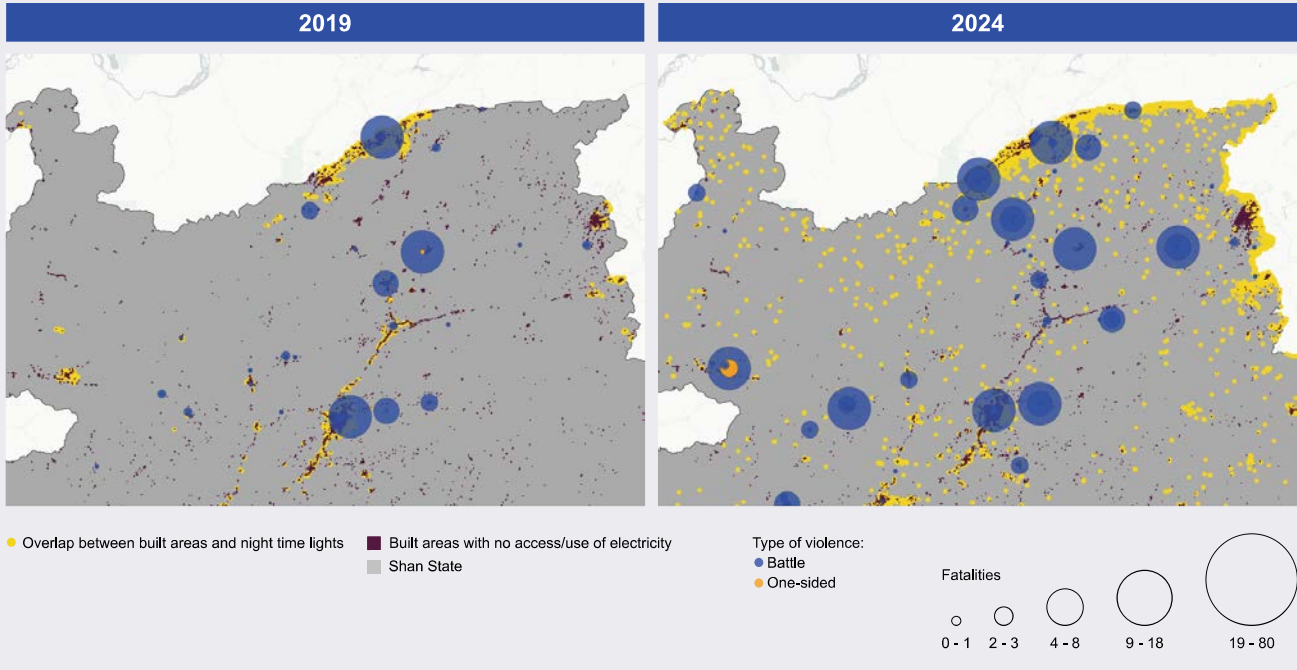 2019
2024
Overlap between built areas and night time lights
Built areas with no access/use of electricity
Shan State
Type of violence:
Battle
One-sided
Fatalities
0 - 1
2 - 3
4 - 8
9 - 18
19 - 80